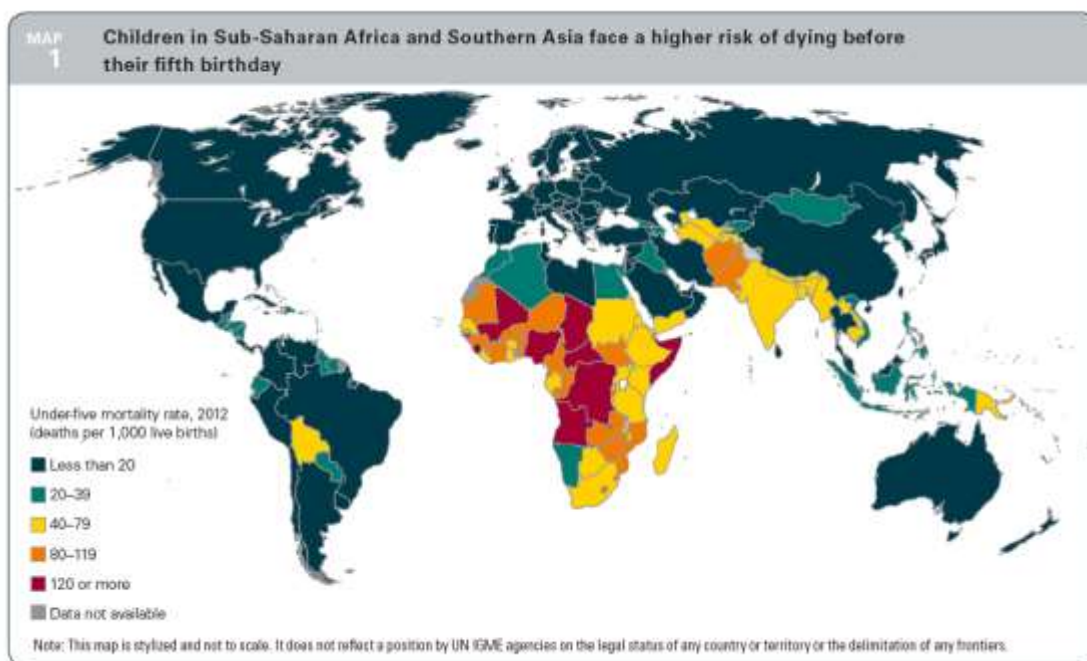 MAP
1
Children in Sub-Saharan Africa and Southern Asia face a higher risk of dying before
their fifth birthday
Under-five mortality rate, 2012
(deaths per 1,000 live births)
Less than 20
20–39
40–79
80–119
120 or more
Data not available
Note: This map is stylized and not to scale. It does not reflect a position by UN IGME agencies on the legal status of any country or territory or the delimitation of any frontiers.